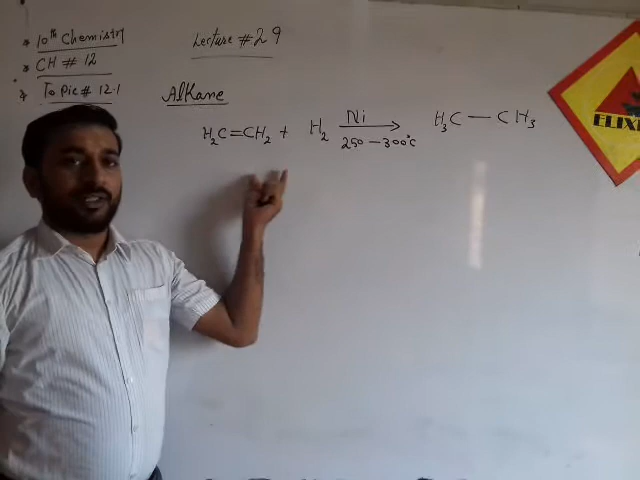 * 10th Chemistry
* CH # 12
* Topic # 12.1
Lecture # 29
Alkane
H₂C=CH₂ + H₂ Ni 250 — 300°C → H₃C — CH₃
ELIXI